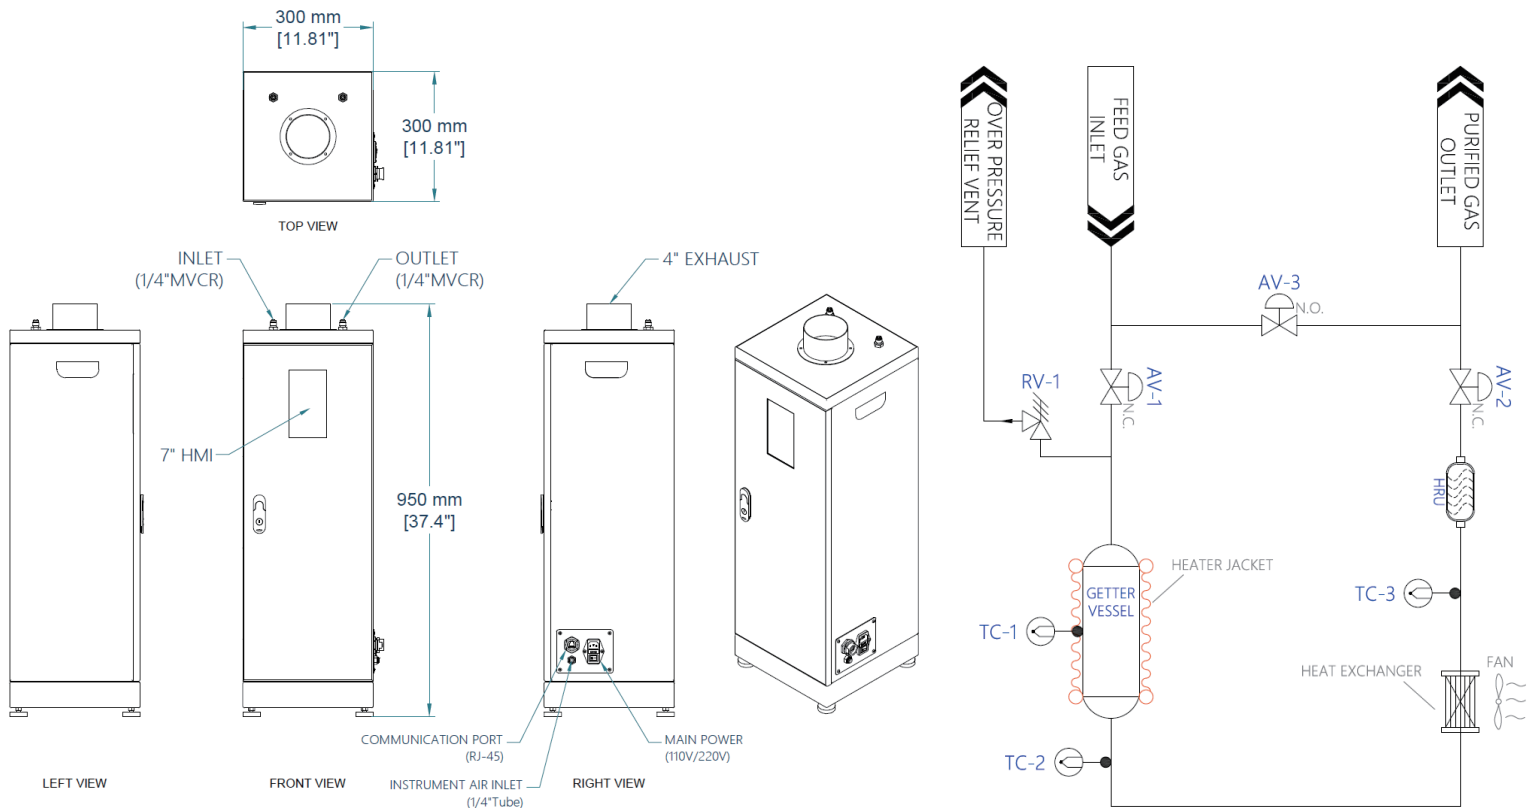 300 mm
[11.81"]
300 mm
[11.81"]
TOP VIEW
INLET
(1/4"MVCR)
OUTLET
(1/4"MVCR)
4" EXHAUST
7" HMI
950 mm
[37.4"]
COMMUNICATION PORT
(RJ-45)
INSTRUMENT AIR INLET
(1/4"Tube)
MAIN POWER
(110V/220V)
LEFT VIEW
FRONT VIEW
RIGHT VIEW
OVER PRESSURE
RELIEF VENT
FEED GAS
INLET
PURIFIED GAS
OUTLET
AV-3
N.O.
RV-1
AV-1
N.C.
AV-2
N.C.
HRU
HEATER JACKET
GETTER
VESSEL
TC-1
TC-3
HEAT EXCHANGER
FAN
TC-2